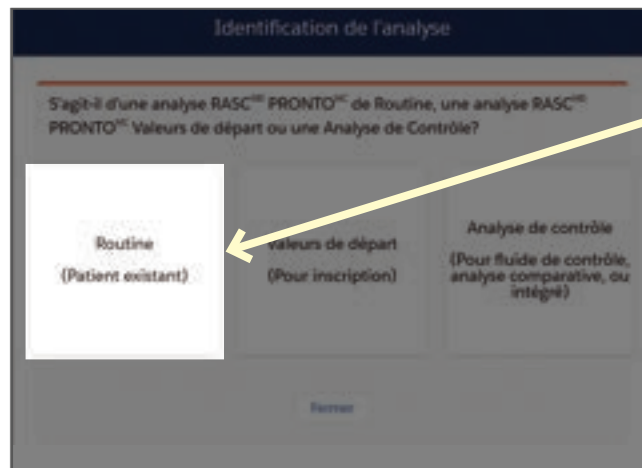 Identification de l'analyse
S'agit-il d'une analyse RASC^MD PRONTO^MC de Routine, une analyse RASC^MD
PRONTO^MC Valeurs de départ ou une Analyse de Contrôle?
Routine
(Patient existant)
Valeurs de départ
(Pour inscription)
Analyse de contrôle
(Pour fluide de contrôle,
analyse comparative, ou
intégré)
Fermer